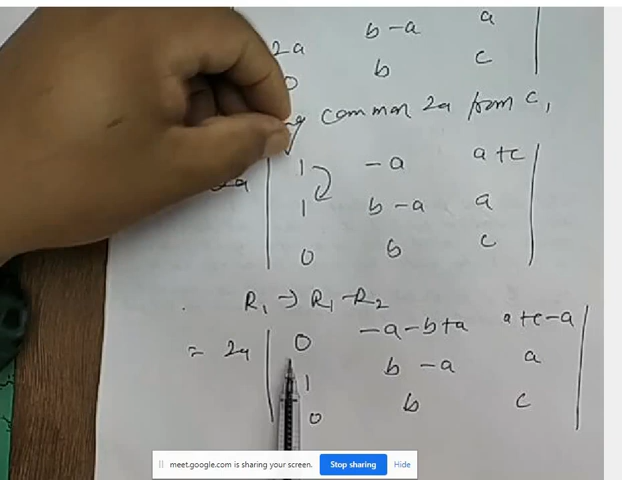 b-a a
2a
0 b c
common 2a from C₁
1 -a a+c
1 b-a a
0 b c
R₁ → R₁-R₂
= 2a 0 -a-b+a a+c-a
1 b-a a
0 b c
meet.google.com is sharing your screen. Stop sharing Hide